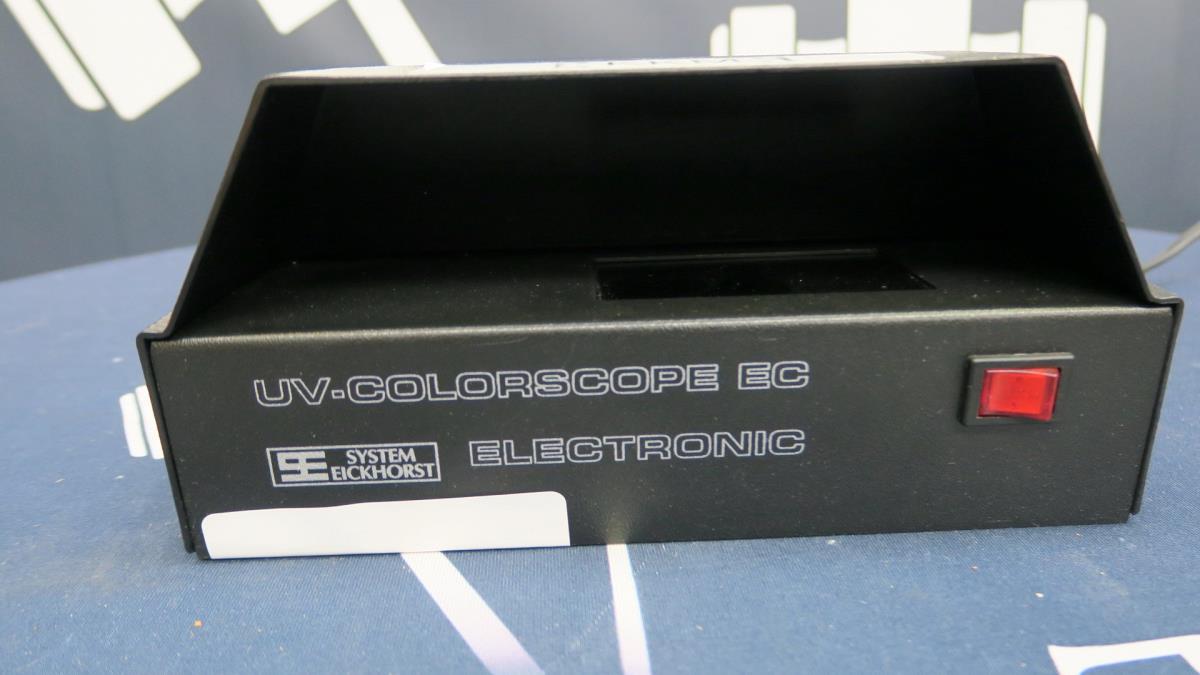 UV-COLORSCOPE EC
SYSTEM
EICKHORST
ELECTRONIC